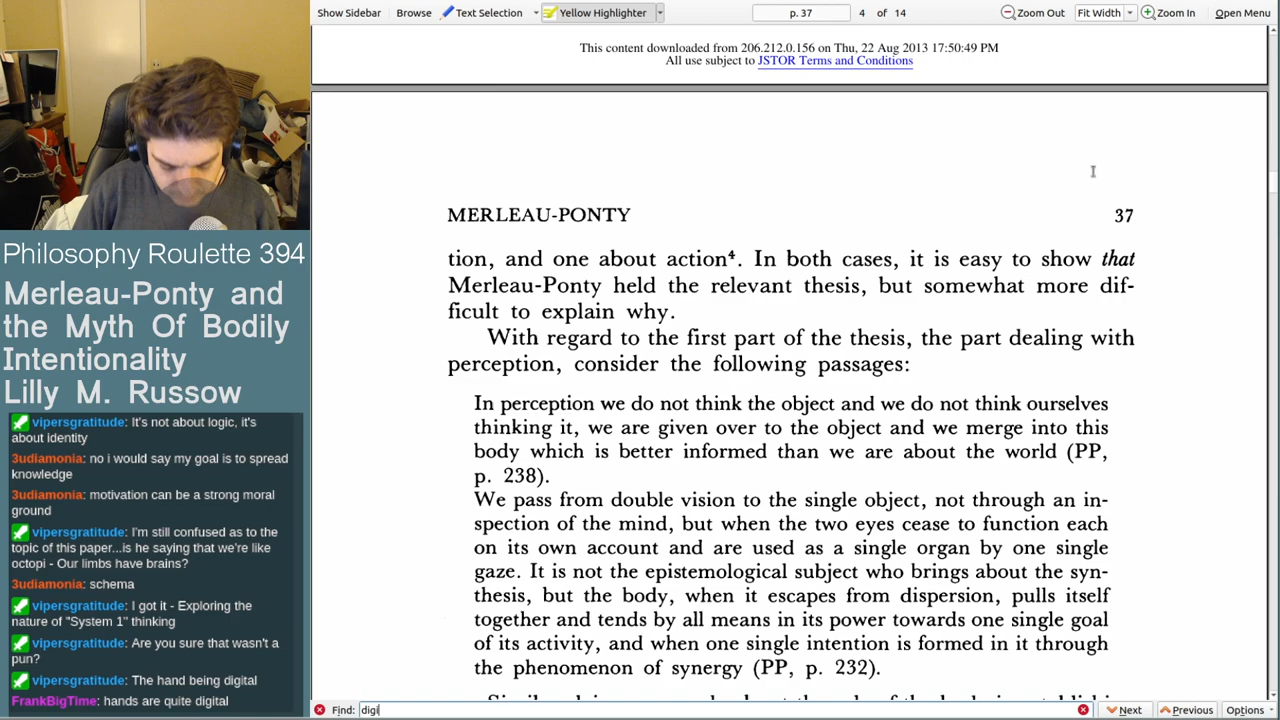 Show Sidebar Browse Text Selection Yellow Highlighter p. 37 4 of 14 Zoom Out Fit Width Zoom In Open Menu
This content downloaded from 206.212.0.156 on Thu, 22 Aug 2013 17:50:49 PM
All use subject to JSTOR Terms and Conditions
MERLEAU-PONTY 37
tion, and one about action⁴. In both cases, it is easy to show that
Merleau-Ponty held the relevant thesis, but somewhat more dif-
ficult to explain why.
With regard to the first part of the thesis, the part dealing with
perception, consider the following passages:
In perception we do not think the object and we do not think ourselves
thinking it, we are given over to the object and we merge into this
body which is better informed than we are about the world (PP,
p. 238).
We pass from double vision to the single object, not through an in-
spection of the mind, but when the two eyes cease to function each
on its own account and are used as a single organ by one single
gaze. It is not the epistemological subject who brings about the syn-
thesis, but the body, when it escapes from dispersion, pulls itself
together and tends by all means in its power towards one single goal
of its activity, and when one single intention is formed in it through
the phenomenon of synergy (PP, p. 232).
Find: digi Next Previous Options
Philosophy Roulette 394
Merleau-Ponty and
the Myth Of Bodily
Intentionality
Lilly M. Russow
vipersgratitude: It's not about logic, it's
about identity
3udiamonia: no i would say my goal is to spread
knowledge
3udiamonia: motivation can be a strong moral
ground
vipersgratitude: I'm still confused as to the
topic of this paper...is he saying that we're like
octopi - Our limbs have brains?
3udiamonia: schema
vipersgratitude: I got it - Exploring the
nature of "System 1" thinking
vipersgratitude: Are you sure that wasn't a
pun?
vipersgratitude: The hand being digital
FrankBigTime: hands are quite digital